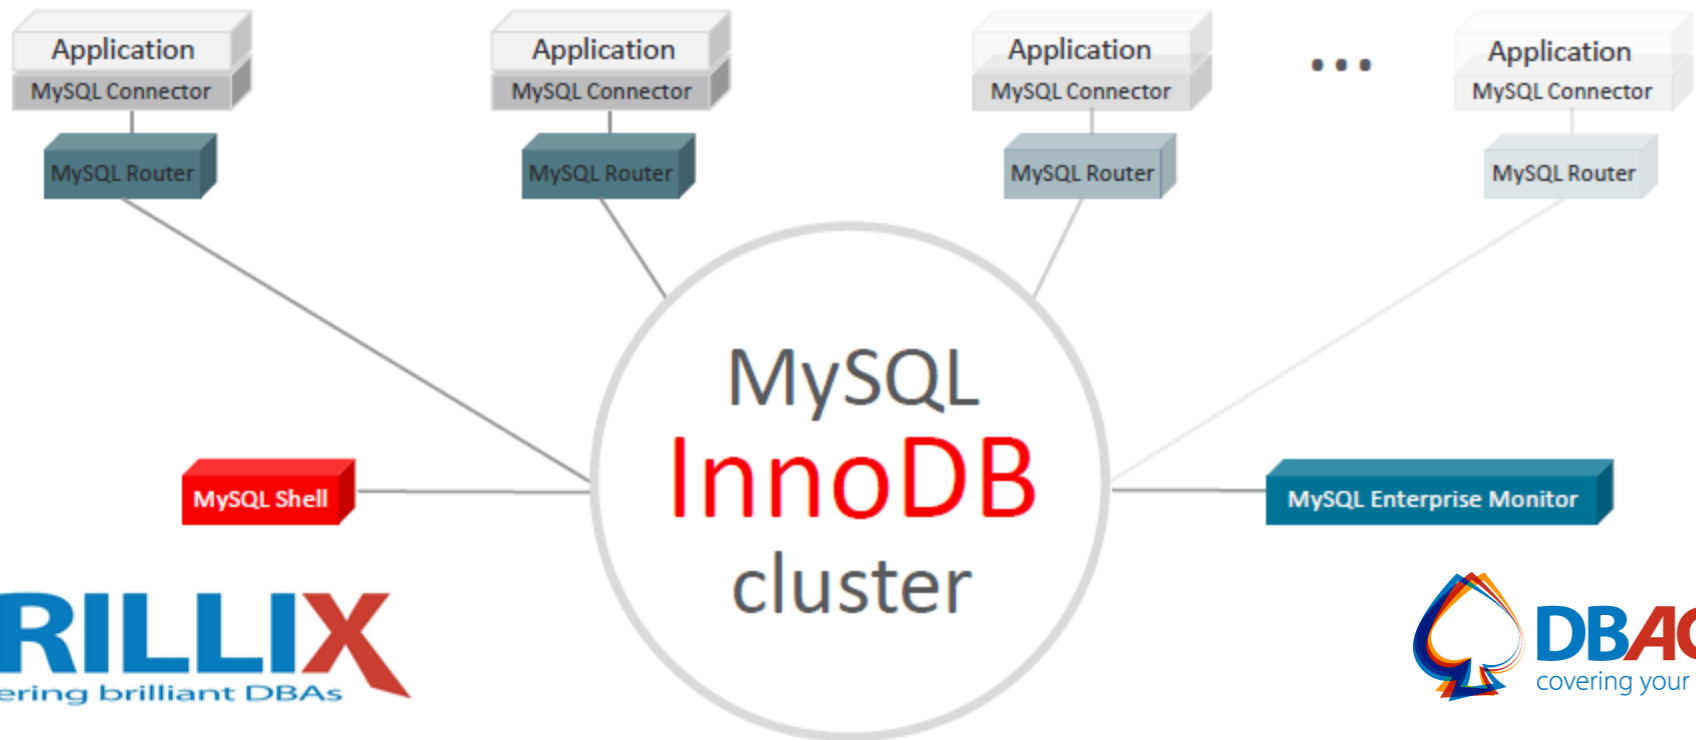 Application
MySQL Connector
MySQL Router
Application
MySQL Connector
MySQL Router
Application
MySQL Connector
MySQL Router
...
Application
MySQL Connector
MySQL Router
MySQL
InnoDB
cluster
MySQL Shell
MySQL Enterprise Monitor
RILLIX
ering brilliant DBAs
DBA
covering your